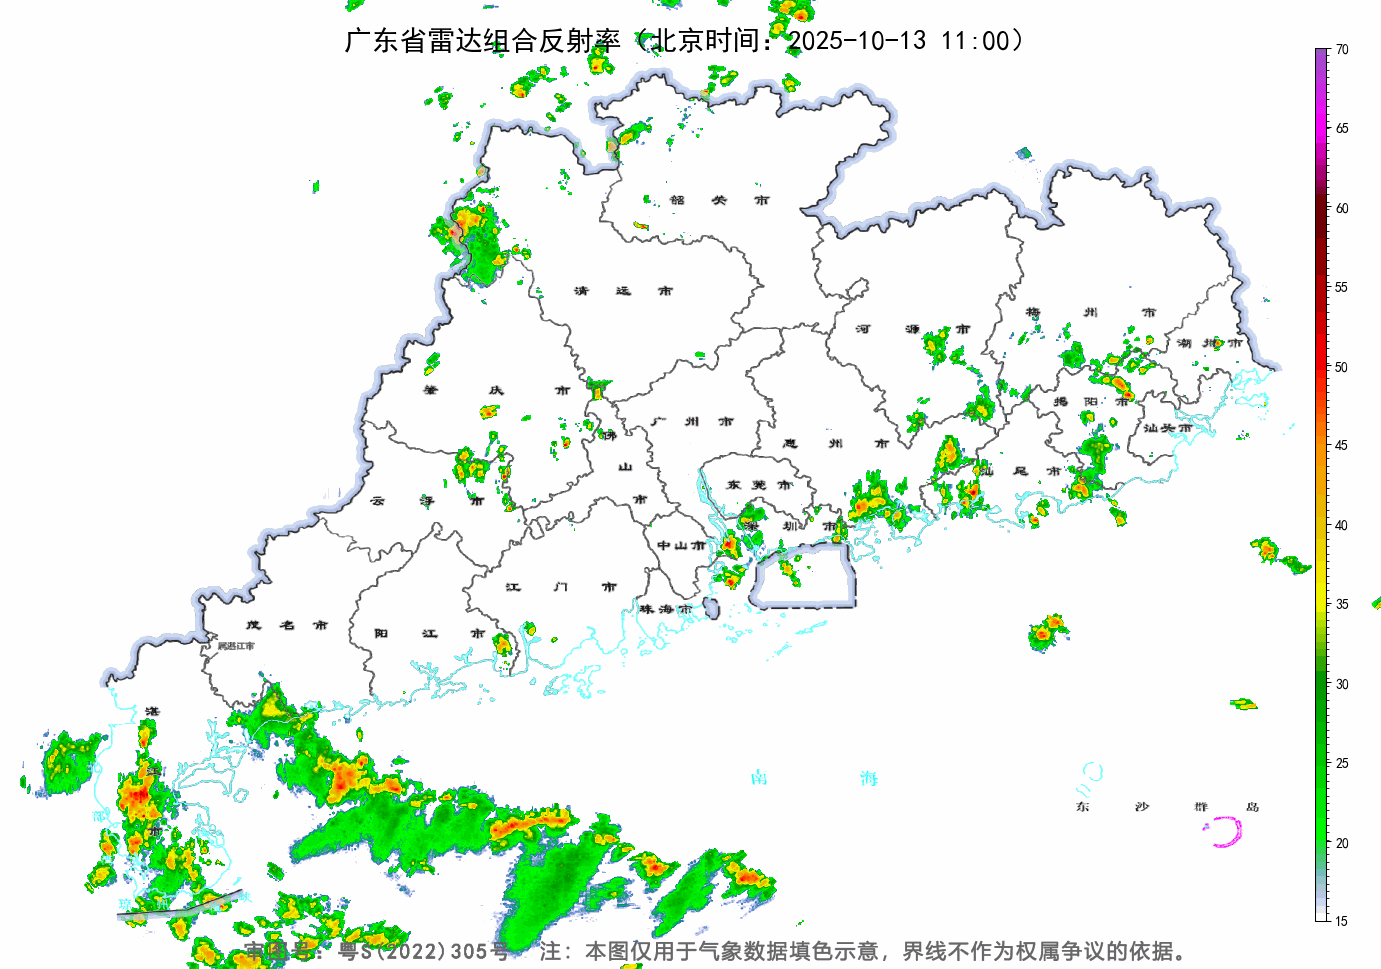 广东省雷达组合反射率（北京时间：2025-10-13 11:00）
70
65
60
55
50
45
40
35
30
25
20
15
韶 关 市
清 远 市
河 源 市
梅 州 市
潮 州 市
肇 庆 市
广 州 市
佛 山 市
惠 州 市
揭 阳 市
汕头市
汕 尾 市
云 浮 市
东 莞 市
深 圳 市
中山市
江 门 市
珠海市
茂 名 市
属湛江市
阳 江 市
湛 江 市
南 海
东 沙 群 岛
审图号：粤S(2022)305号 注：本图仅用于气象数据填色示意，界线不作为权属争议的依据。